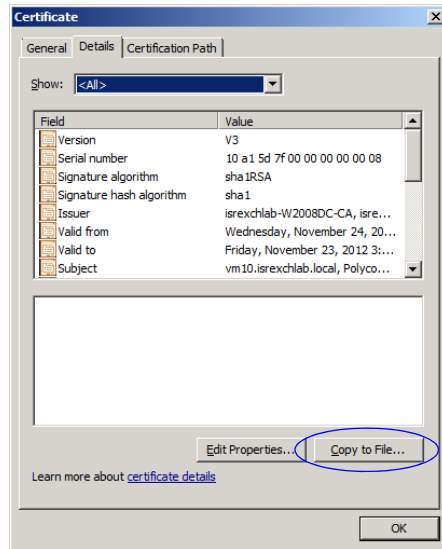 Certificate
General Details Certification Path
Show: <All>
Field Value
Version V3
Serial number 10 a1 5d 7f 00 00 00 00 00 08
Signature algorithm sha1RSA
Signature hash algorithm sha1
Issuer isrexchlab-W2008DC-CA, isre...
Valid from Wednesday, November 24, 20...
Valid to Friday, November 23, 2012 3:...
Subject vm10.isrexchlab.local, Polyco...
Edit Properties... Copy to File...
Learn more about certificate details
OK